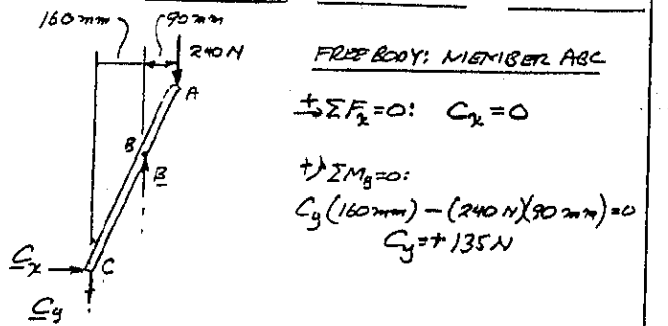 160 mm 90 mm
240 N
A
B
B
C
Cx
Cy
FREE BODY: MEMBER ABC
+→ ΣFx = 0: Cx = 0
+⤸ ΣMB = 0:
Cy (160 mm) − (240 N)(90 mm) = 0
Cy = + 135 N